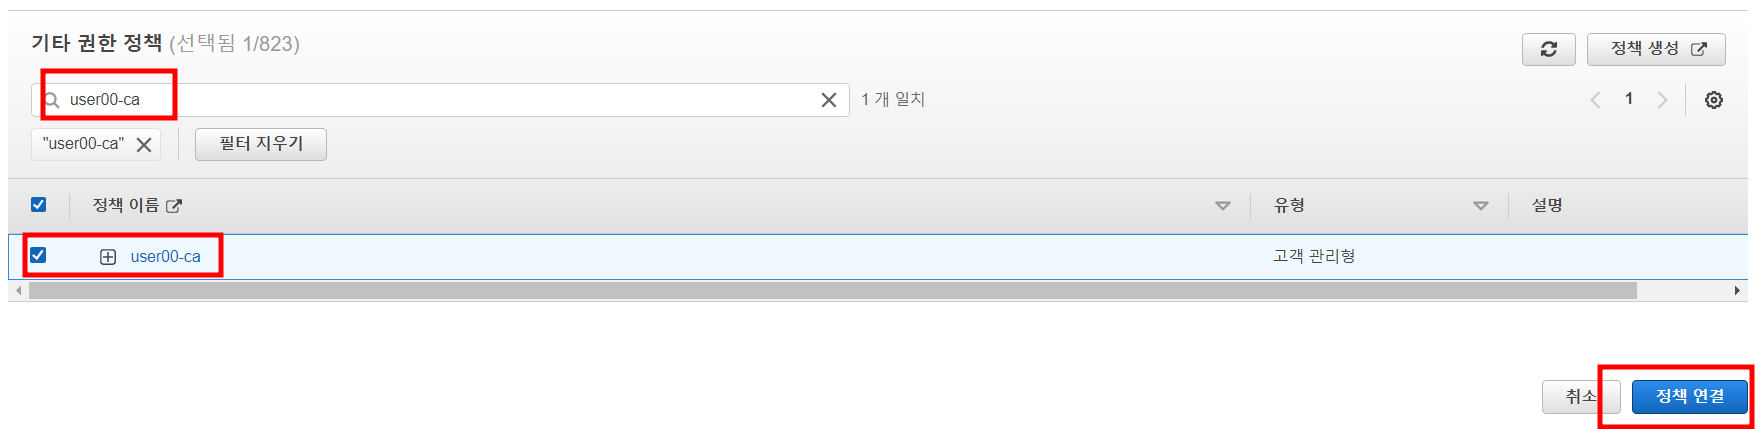 기타 권한 정책 (선택됨 1/823)
정책 생성
user00-ca
1 개 일치
1
"user00-ca"
필터 지우기
정책 이름 유형 설명
user00-ca 고객 관리형
취소 정책 연결